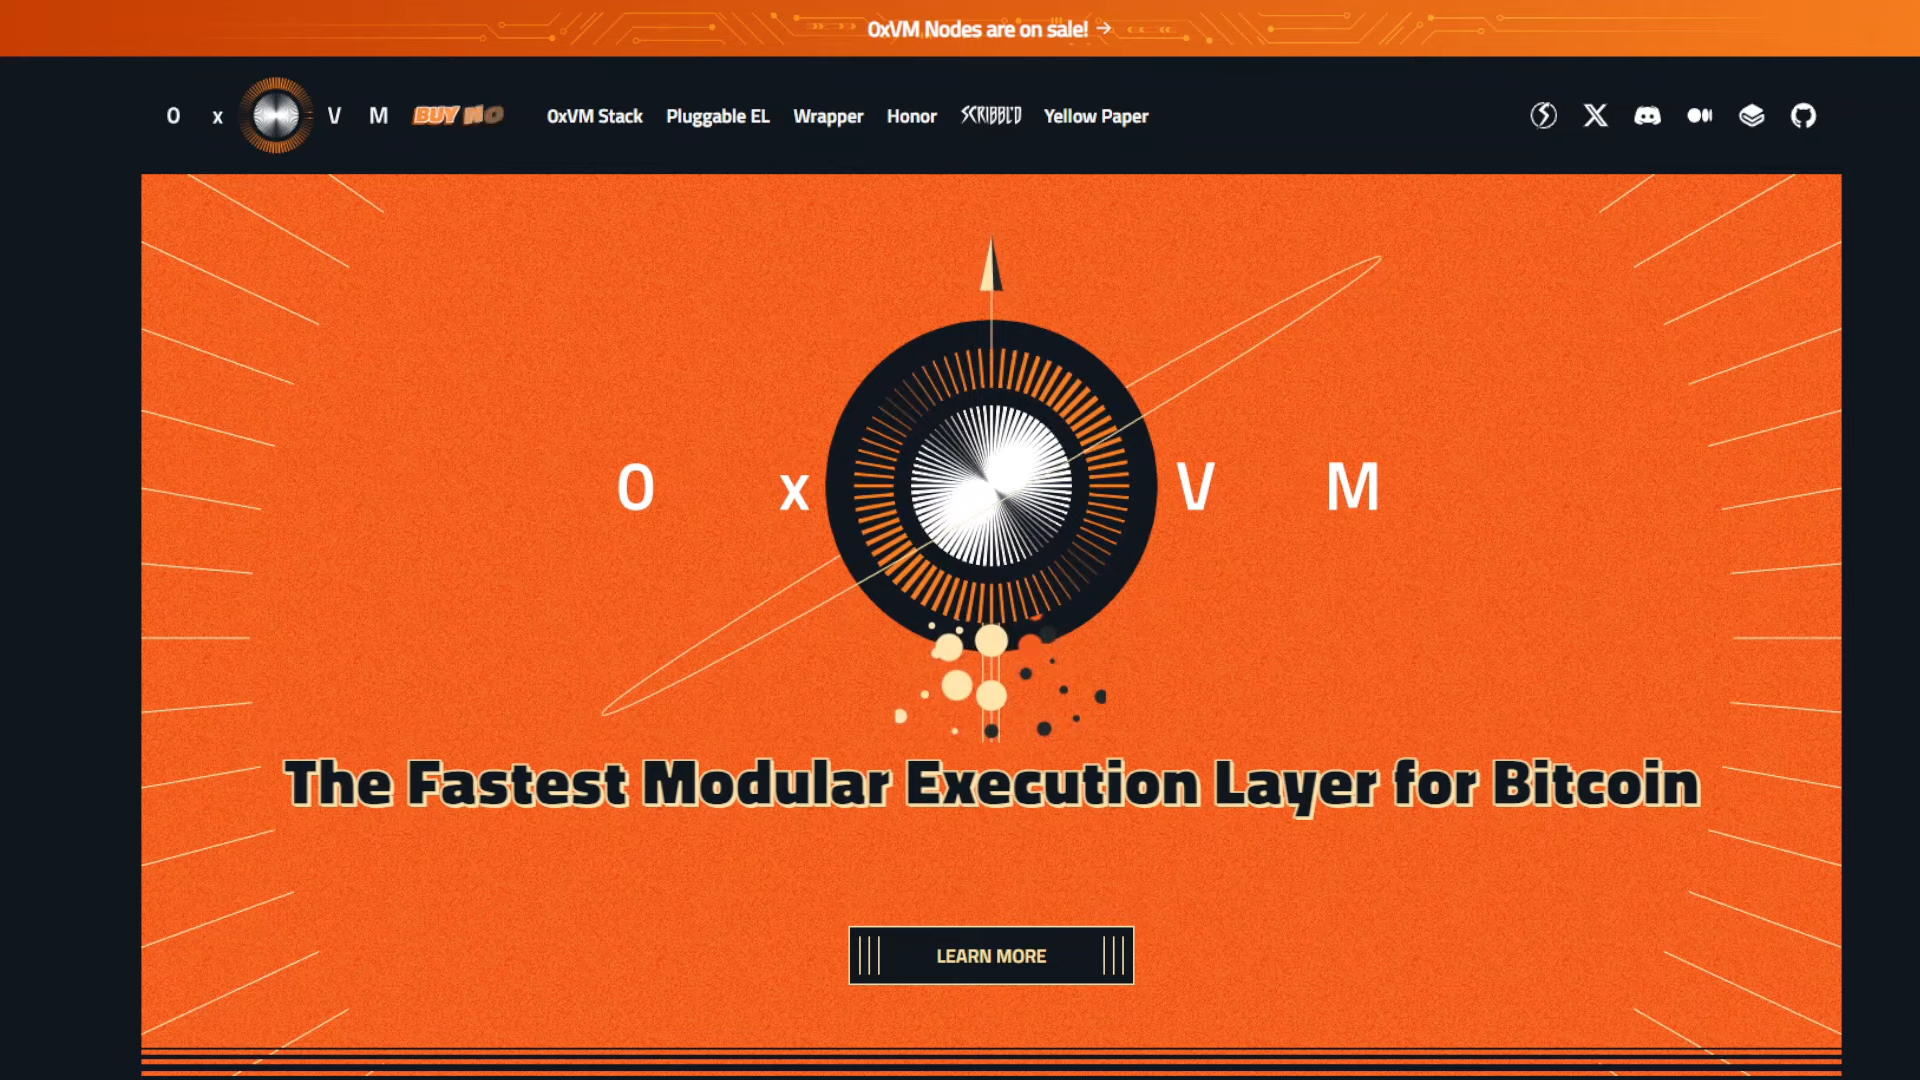 0xVM Nodes are on sale! →
0 x V M
BUY NO
0xVM Stack
Pluggable EL
Wrapper
Honor
SCRIBBL'D
Yellow Paper
0 x V M
The Fastest Modular Execution Layer for Bitcoin
LEARN MORE